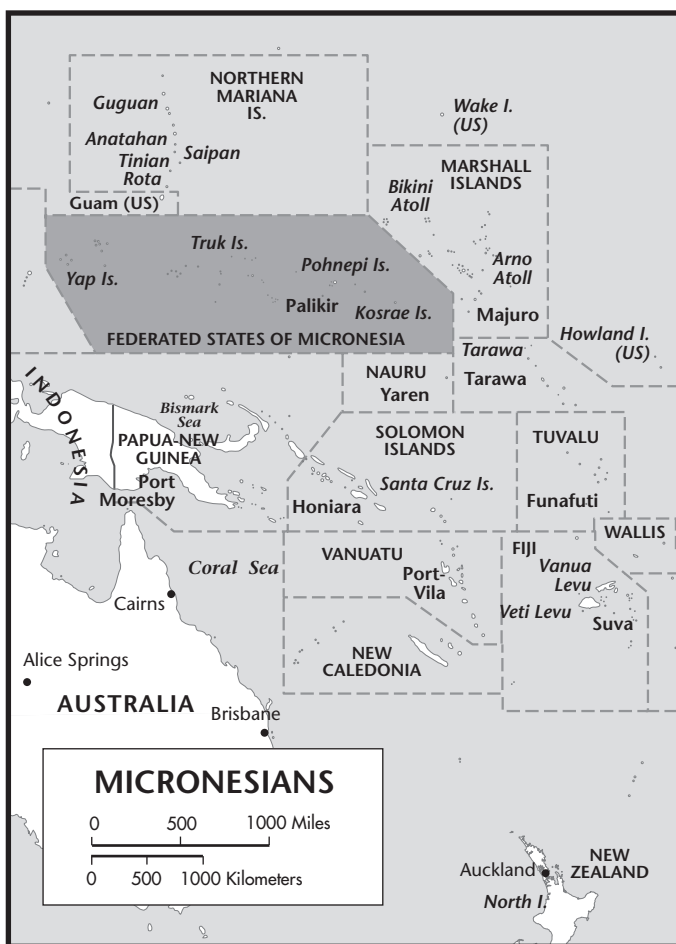 NORTHERN
MARIANA
IS.
Guguan
Anatahan
Tinian
Rota
Saipan
Guam (US)
Wake I.
(US)
MARSHALL
ISLANDS
Bikini
Atoll
Arno
Atoll
Majuro
Truk Is.
Yap Is.
Pohnepi Is.
Palikir
Kosrae Is.
FEDERATED STATES OF MICRONESIA
Howland I.
(US)
Tarawa
Tarawa
NAURU
Yaren
INDONESIA
Bismark
Sea
PAPUA-NEW
GUINEA
Port
Moresby
SOLOMON
ISLANDS
Santa Cruz Is.
Honiara
TUVALU
Funafuti
WALLIS
Coral Sea
VANUATU
Port-
Vila
FIJI
Vanua
Levu
Veti Levu
Suva
Cairns
NEW
CALEDONIA
Alice Springs
AUSTRALIA
Brisbane
MICRONESIANS
0 500 1000 Miles
0 500 1000 Kilometers
Auckland
NEW
ZEALAND
North I.